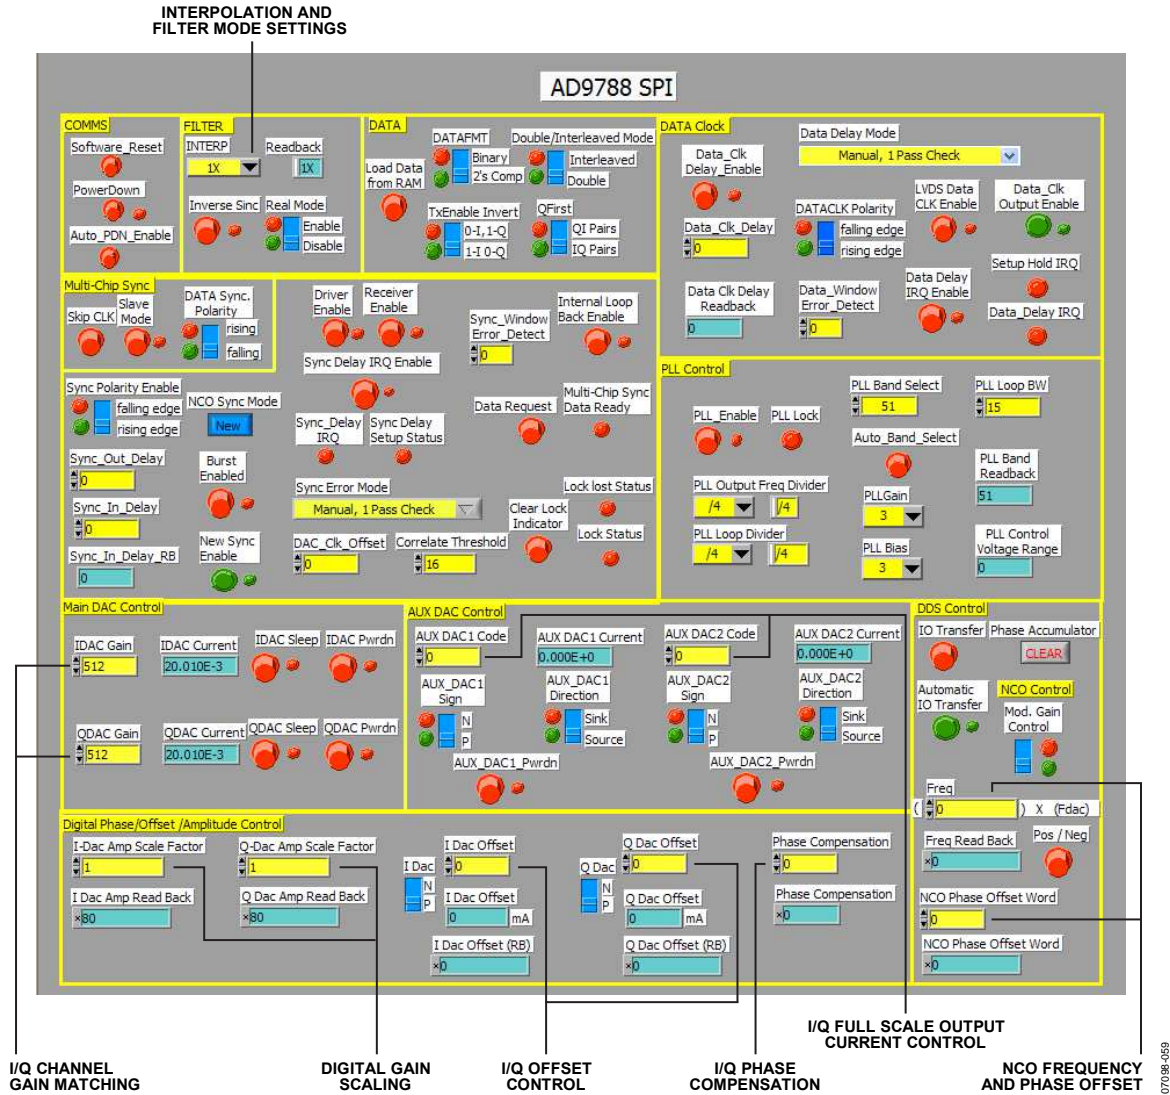 INTERPOLATION AND
FILTER MODE SETTINGS
AD9788 SPI
COMMS
Software_Reset
PowerDown
Auto_PDN_Enable
FILTER
INTERP
1X
Readback
1X
Inverse Sinc
Real Mode
Enable
Disable
DATA
Load Data
from RAM
DATAFMT
Binary
2's Comp
Double/Interleaved Mode
Interleaved
Double
TxEnable Invert
0-I, 1-Q
1-I 0-Q
QFirst
QI Pairs
IQ Pairs
DATA Clock
Data_Clk
Delay_Enable
Data Delay Mode
Manual, 1 Pass Check
Data_Clk_Delay
0
DATACLK Polarity
falling edge
rising edge
LVDS Data
CLK Enable
Data_Clk
Output Enable
Data Clk Delay
Readback
0
Data_Window
Error_Detect
0
Data Delay
IRQ Enable
Setup Hold IRQ
Data_Delay IRQ
Multi-Chip Sync
Skip CLK
Slave
Mode
DATA Sync.
Polarity
rising
falling
Driver
Enable
Receiver
Enable
Sync_Window
Error_Detect
0
Internal Loop
Back Enable
Sync Delay IRQ Enable
Sync Polarity Enable
falling edge
rising edge
NCO Sync Mode
New
Sync_Delay
IRQ
Sync Delay
Setup Status
Data Request
Multi-Chip Sync
Data Ready
Sync_Out_Delay
0
Burst
Enabled
Sync_In_Delay
0
Sync Error Mode
Manual, 1 Pass Check
Clear Lock
Indicator
Lock lost Status
Lock Status
Sync_In_Delay_RB
0
New Sync
Enable
DAC_Clk_Offset
0
Correlate Threshold
16
PLL Control
PLL_Enable
PLL Lock
PLL Band Select
51
PLL Loop BW
15
Auto_Band_Select
PLL Band
Readback
51
PLL Output Freq Divider
/4
/4
PLLGain
3
PLL Loop Divider
/4
/4
PLL Bias
3
PLL Control
Voltage Range
0
Main DAC Control
IDAC Gain
512
IDAC Current
20.010E-3
IDAC Sleep
IDAC Pwrdn
QDAC Gain
512
QDAC Current
20.010E-3
QDAC Sleep
QDAC Pwrdn
AUX DAC Control
AUX DAC1 Code
0
AUX DAC1 Current
0.000E+0
AUX DAC2 Code
0
AUX DAC2 Current
0.000E+0
AUX_DAC1
Sign
N
P
AUX_DAC1
Direction
Sink
Source
AUX_DAC2
Sign
N
P
AUX_DAC2
Direction
Sink
Source
AUX_DAC1_Pwrdn
AUX_DAC2_Pwrdn
DDS Control
IO Transfer
Phase Accumulator
CLEAR
Automatic
IO Transfer
NCO Control
Mod. Gain
Control
Freq
( 0 ) X (Fdac)
Freq Read Back
×0
Pos / Neg
NCO Phase Offset Word
0
NCO Phase Offset Word
×0
Digital Phase/Offset /Amplitude Control
I-Dac Amp Scale Factor
1
Q-Dac Amp Scale Factor
1
I Dac Amp Read Back
×80
Q Dac Amp Read Back
×80
I Dac
N
P
I Dac Offset
0
I Dac Offset
0 mA
I Dac Offset (RB)
×0
Q Dac
N
P
Q Dac Offset
0
Q Dac Offset
0 mA
Q Dac Offset (RB)
×0
Phase Compensation
0
Phase Compensation
×0
I/Q CHANNEL
GAIN MATCHING
DIGITAL GAIN
SCALING
I/Q OFFSET
CONTROL
I/Q PHASE
COMPENSATION
I/Q FULL SCALE OUTPUT
CURRENT CONTROL
NCO FREQUENCY
AND PHASE OFFSET
07098-059